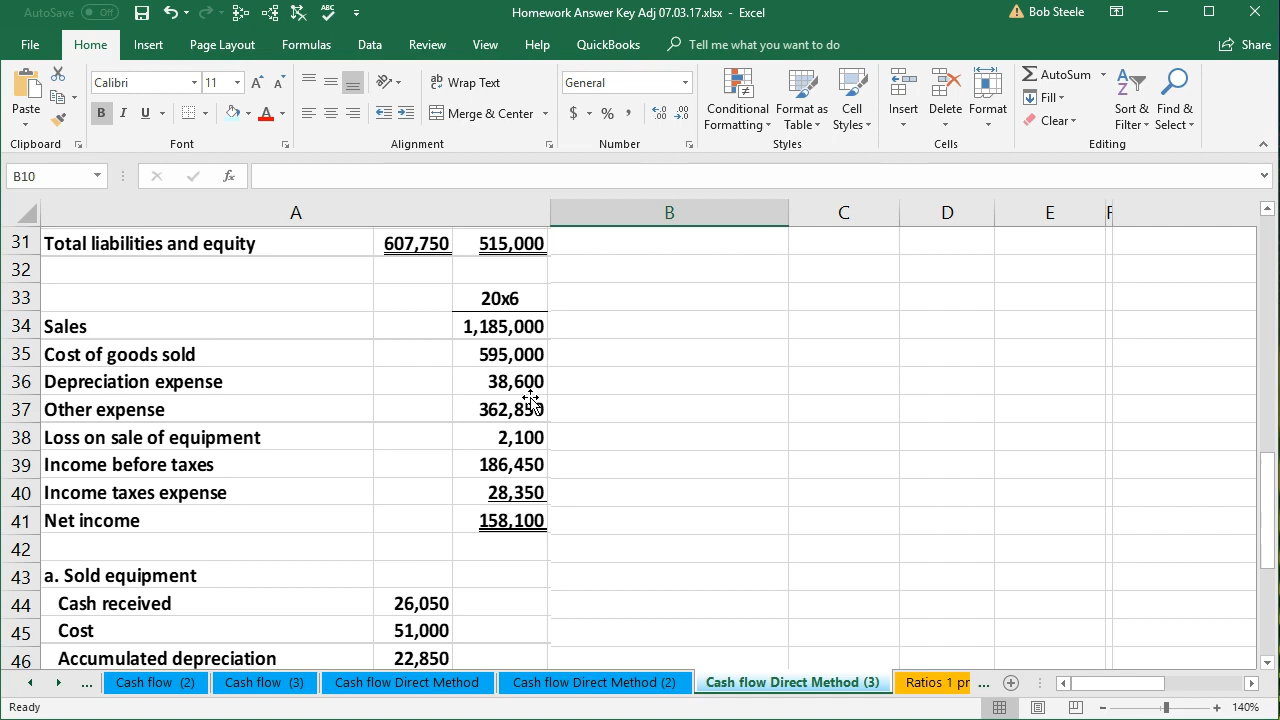 AutoSave Off
Homework Answer Key Adj 07.03.17.xlsx - Excel
Bob Steele
File Home Insert Page Layout Formulas Data Review View Help QuickBooks Tell me what you want to do Share
Paste
Clipboard
Calibri 11
B I U
Font
Wrap Text
Merge & Center
Alignment
General
$ % ,
Number
Conditional Formatting
Format as Table
Cell Styles
Styles
Insert Delete Format
Cells
AutoSum
Fill
Clear
Sort & Filter
Find & Select
Editing
B10
fx
A B C D E F
31 Total liabilities and equity 607,750 515,000
32
33 20x6
34 Sales 1,185,000
35 Cost of goods sold 595,000
36 Depreciation expense 38,600
37 Other expense 362,850
38 Loss on sale of equipment 2,100
39 Income before taxes 186,450
40 Income taxes expense 28,350
41 Net income 158,100
42
43 a. Sold equipment
44 Cash received 26,050
45 Cost 51,000
46 Accumulated depreciation 22,850
... Cash flow (2) Cash flow (3) Cash flow Direct Method Cash flow Direct Method (2) Cash flow Direct Method (3) Ratios 1 pr ...
Ready
140%